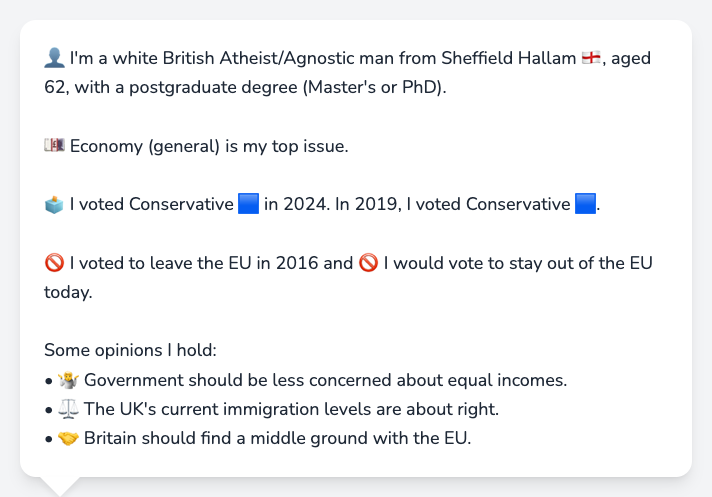 👤 I'm a white British Atheist/Agnostic man from Sheffield Hallam 🏴󠁧󠁢󠁥󠁮󠁧󠁿, aged
62, with a postgraduate degree (Master's or PhD).
💷 Economy (general) is my top issue.
🗳️ I voted Conservative 🟦 in 2024. In 2019, I voted Conservative 🟦.
🚫 I voted to leave the EU in 2016 and 🚫 I would vote to stay out of the EU
today.
Some opinions I hold:
• 🤷 Government should be less concerned about equal incomes.
• ⚖️ The UK's current immigration levels are about right.
• 🤝 Britain should find a middle ground with the EU.